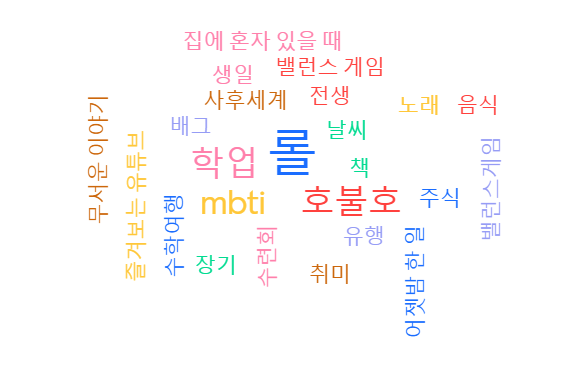 집에 혼자 있을 때
밸런스 게임
생일
사후세계
전생
노래
음식
무서운 이야기
배그
날씨
롤
즐겨보는 유튜브
학업
책
밸런스게임
mbti
호불호
주식
수학여행
수련회
유행
어젯밤 한 일
장기
취미